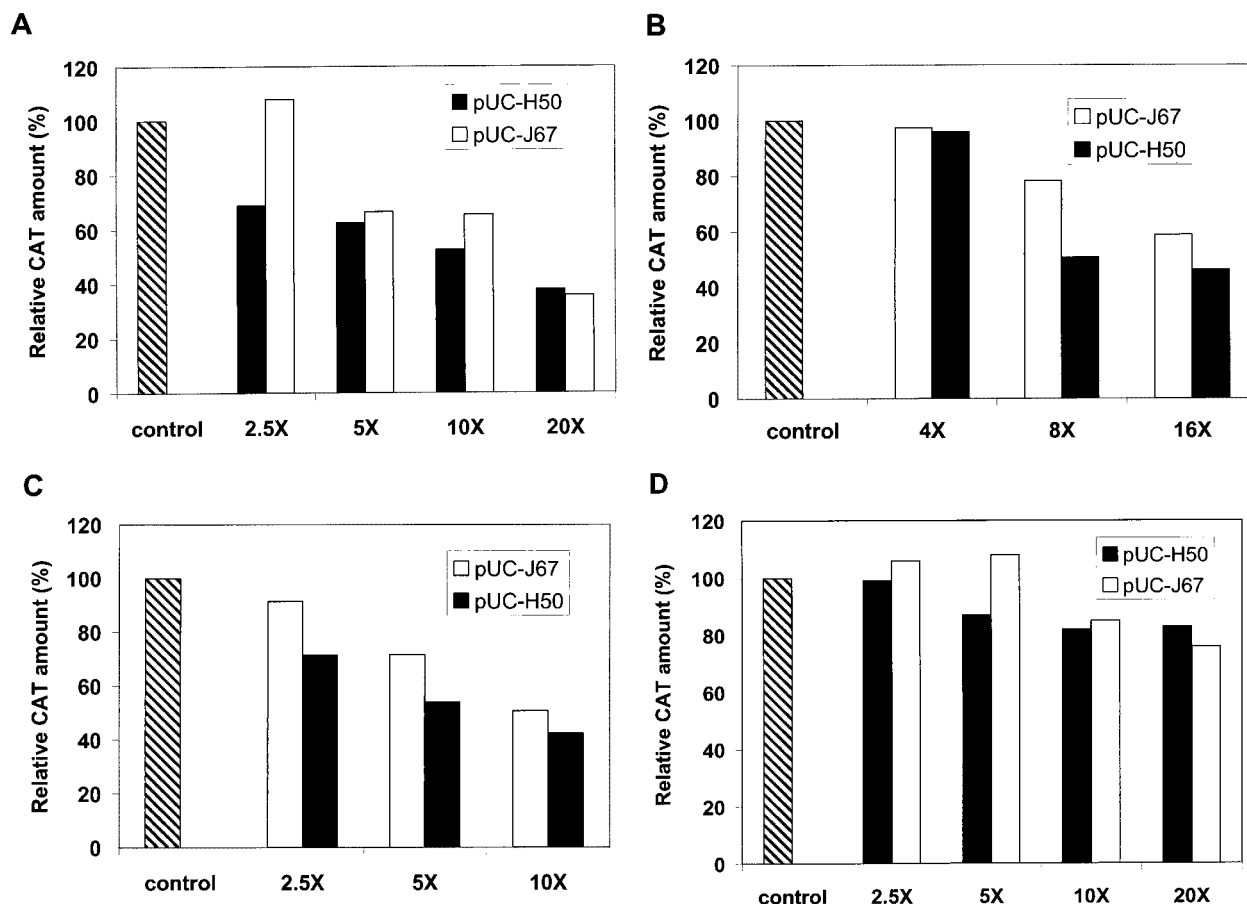 A
Relative CAT amount (%)
120
100
80
60
40
20
0
pUC-H50
pUC-J67
control 2.5X 5X 10X 20X
B
Relative CAT amount (%)
120
100
80
60
40
20
0
pUC-J67
pUC-H50
control 4X 8X 16X
C
Relative CAT amount (%)
120
100
80
60
40
20
0
pUC-J67
pUC-H50
control 2.5X 5X 10X
D
Relative CAT amount (%)
120
100
80
60
40
20
0
pUC-H50
pUC-J67
control 2.5X 5X 10X 20X